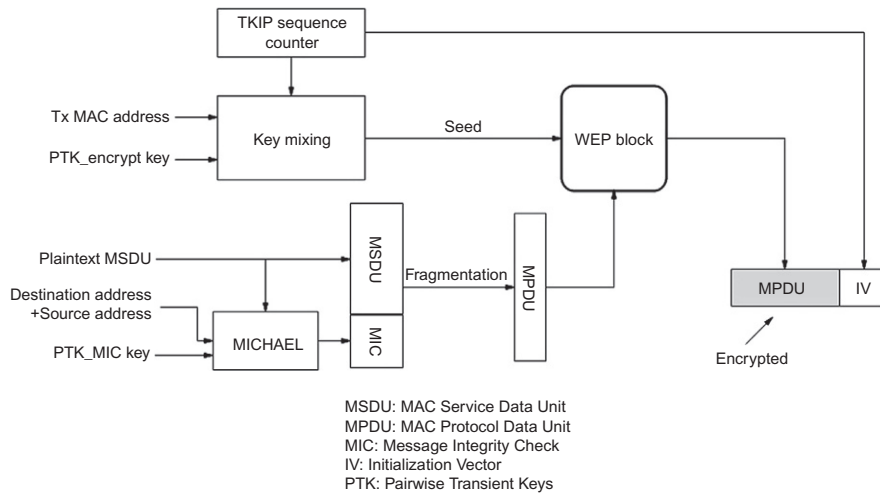 TKIP sequence
counter
Tx MAC address
Key mixing
PTK_encrypt key
Seed
WEP block
Plaintext MSDU
MSDU
Fragmentation
MPDU
Destination address
+Source address
MICHAEL
MIC
PTK_MIC key
MPDU
IV
Encrypted
MSDU: MAC Service Data Unit
MPDU: MAC Protocol Data Unit
MIC: Message Integrity Check
IV: Initialization Vector
PTK: Pairwise Transient Keys